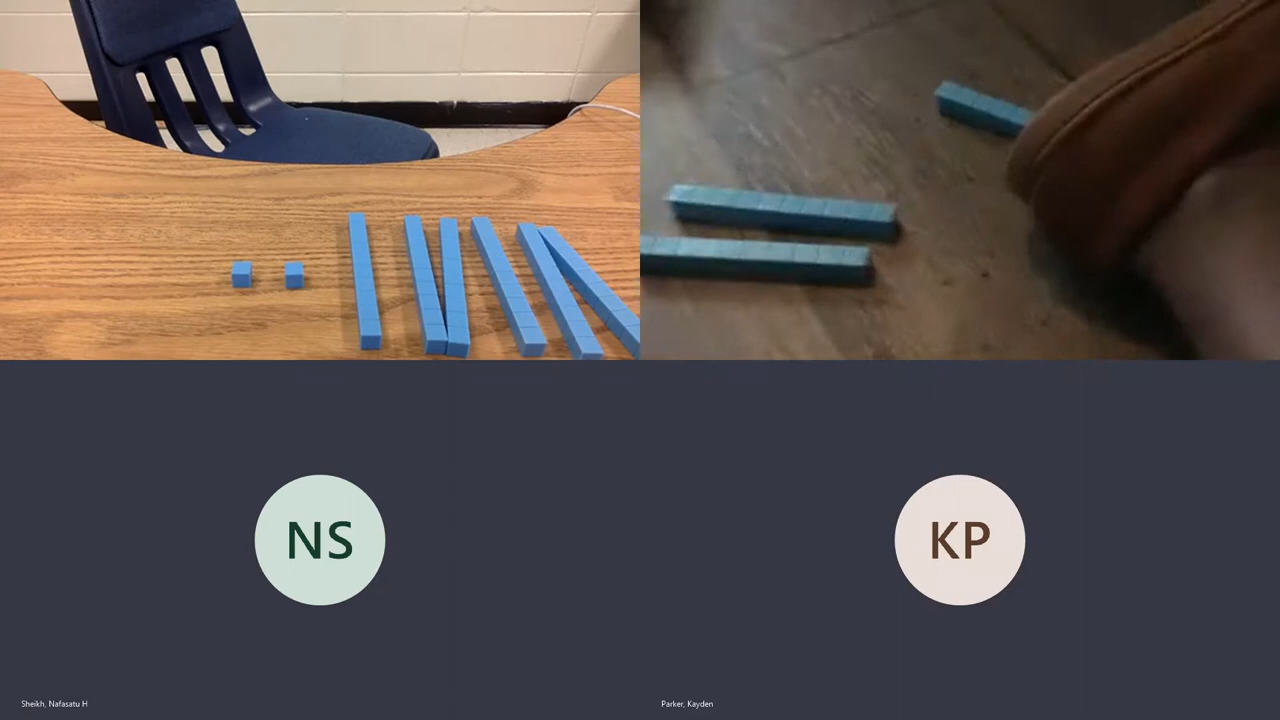 NS
KP
Sheikh, Nafasatu H
Parker, Kayden